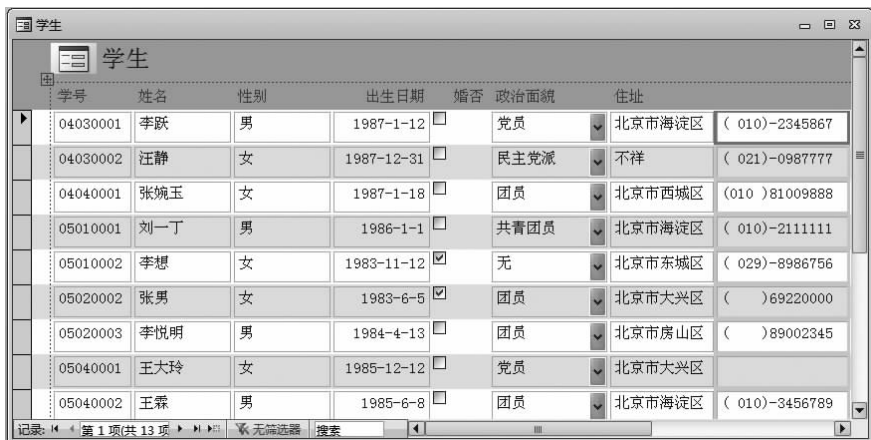 学生
学生
学号 姓名 性别 出生日期 婚否 政治面貌 住址
04030001 李跃 男 1987-1-12 党员 北京市海淀区 ( 010)-2345867
04030002 汪静 女 1987-12-31 民主党派 不祥 ( 021)-0987777
04040001 张婉玉 女 1987-1-18 团员 北京市西城区 (010 )81009888
05010001 刘一丁 男 1986-1-1 共青团员 北京市海淀区 ( 010)-2111111
05010002 李想 女 1983-11-12 无 北京市东城区 ( 029)-8986756
05020002 张男 女 1983-6-5 团员 北京市大兴区 ( )69220000
05020003 李悦明 男 1984-4-13 团员 北京市房山区 ( )89002345
05040001 王大玲 女 1985-12-12 党员 北京市大兴区
05040002 王霖 男 1985-6-8 团员 北京市海淀区 ( 010)-3456789
记录: 第 1 项(共 13 项 无筛选器 搜索